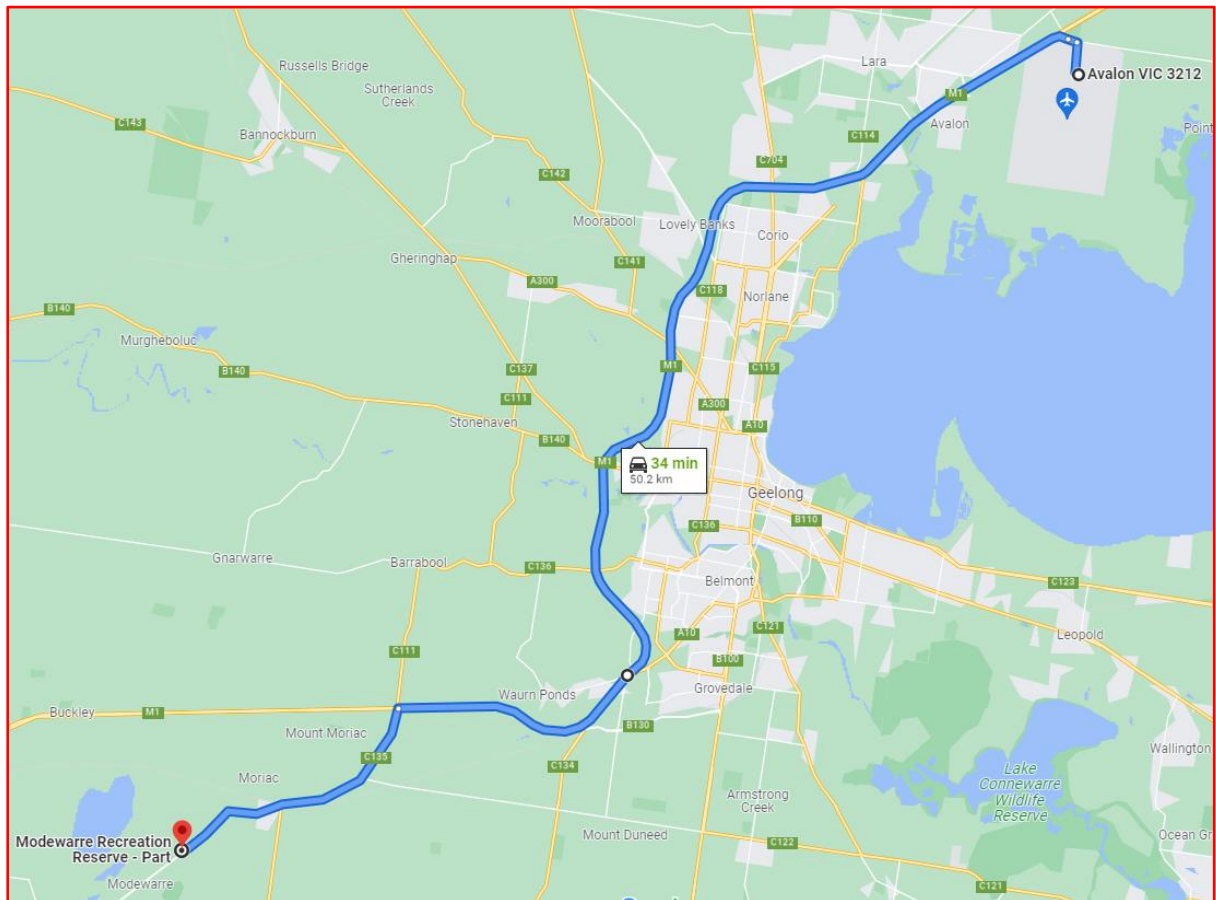 Russells Bridge
Lara
Avalon VIC 3212
Sutherlands
Creek
M1
C143
Bannockburn
C114
Avalon
Point
C704
C142
Moorabool
Lovely Banks
Corio
Gheringhap
C141
A300
C118
Norlane
B140
Murgheboluc
M1
C137
C115
B140
C111
A300
Stonehaven
A10
B140
M1
34 min
50.2 km
Geelong
C136
B110
Gnarwarre
Barrabool
C136
Belmont
C123
C121
A10
Leopold
C111
B100
Waurn Ponds
Grovedale
Buckley
M1
B130
Mount Moriac
Wallington
C135
C134
Moriac
Lake
Connewarre
Wildlife
Reserve
Armstrong
Creek
Modewarre Recreation
Reserve - Part
Mount Duneed
C122
Ocean Gr
Modewarre
C121